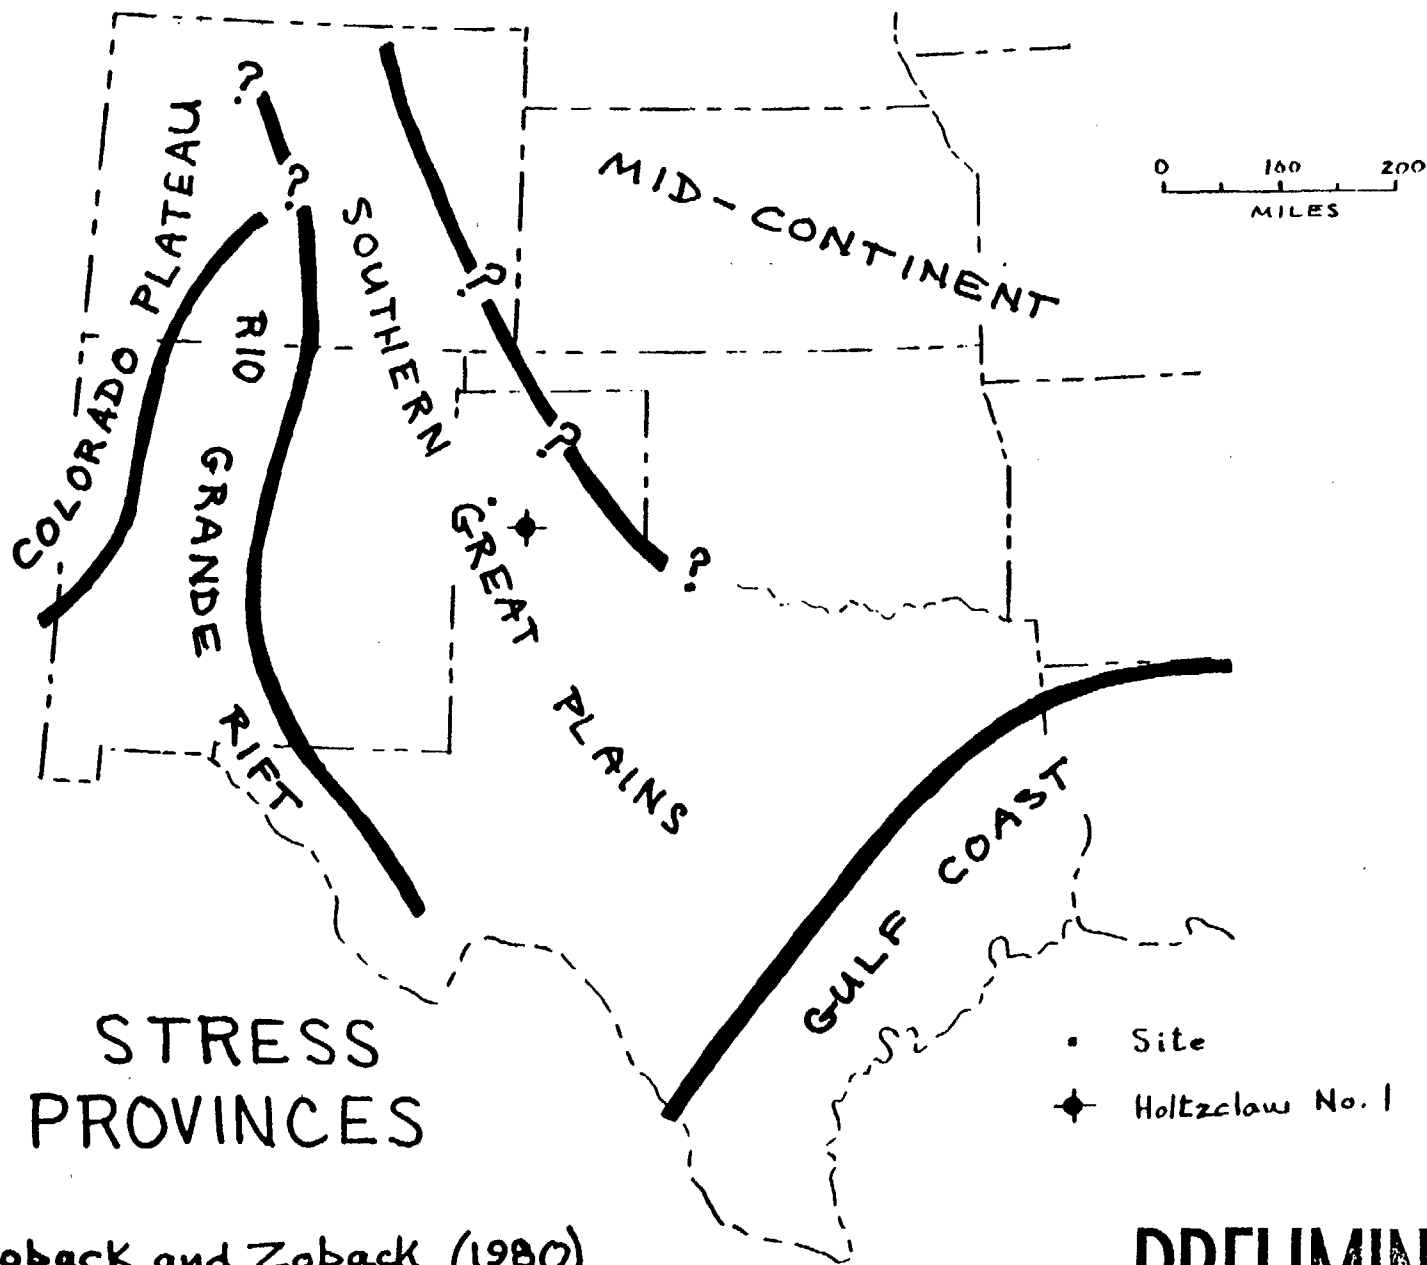 ?
?
COLORADO PLATEAU
RIO GRANDE RIFT
SOUTHERN GREAT PLAINS
?
?
?
MID-CONTINENT
0 100 200
MILES
GULF COAST
STRESS
PROVINCES
Site
Holtzclaw No. 1
and Zoback (1980)